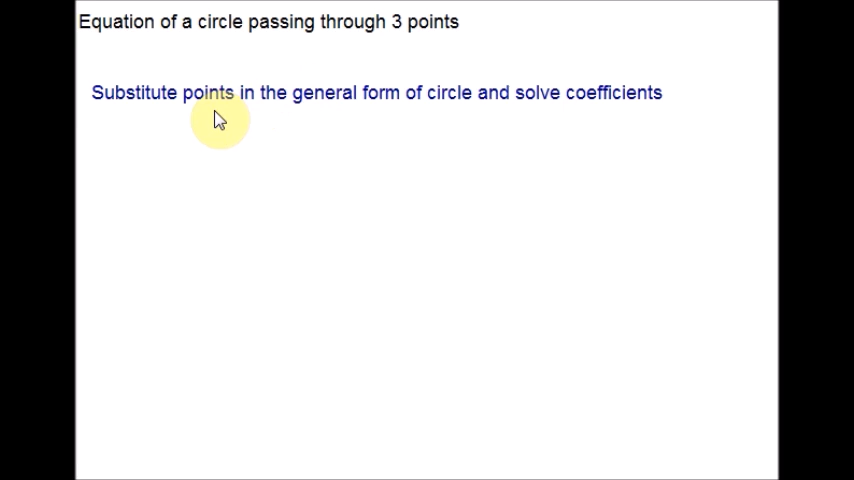 Equation of a circle passing through 3 points
Substitute points in the general form of circle and solve coefficients